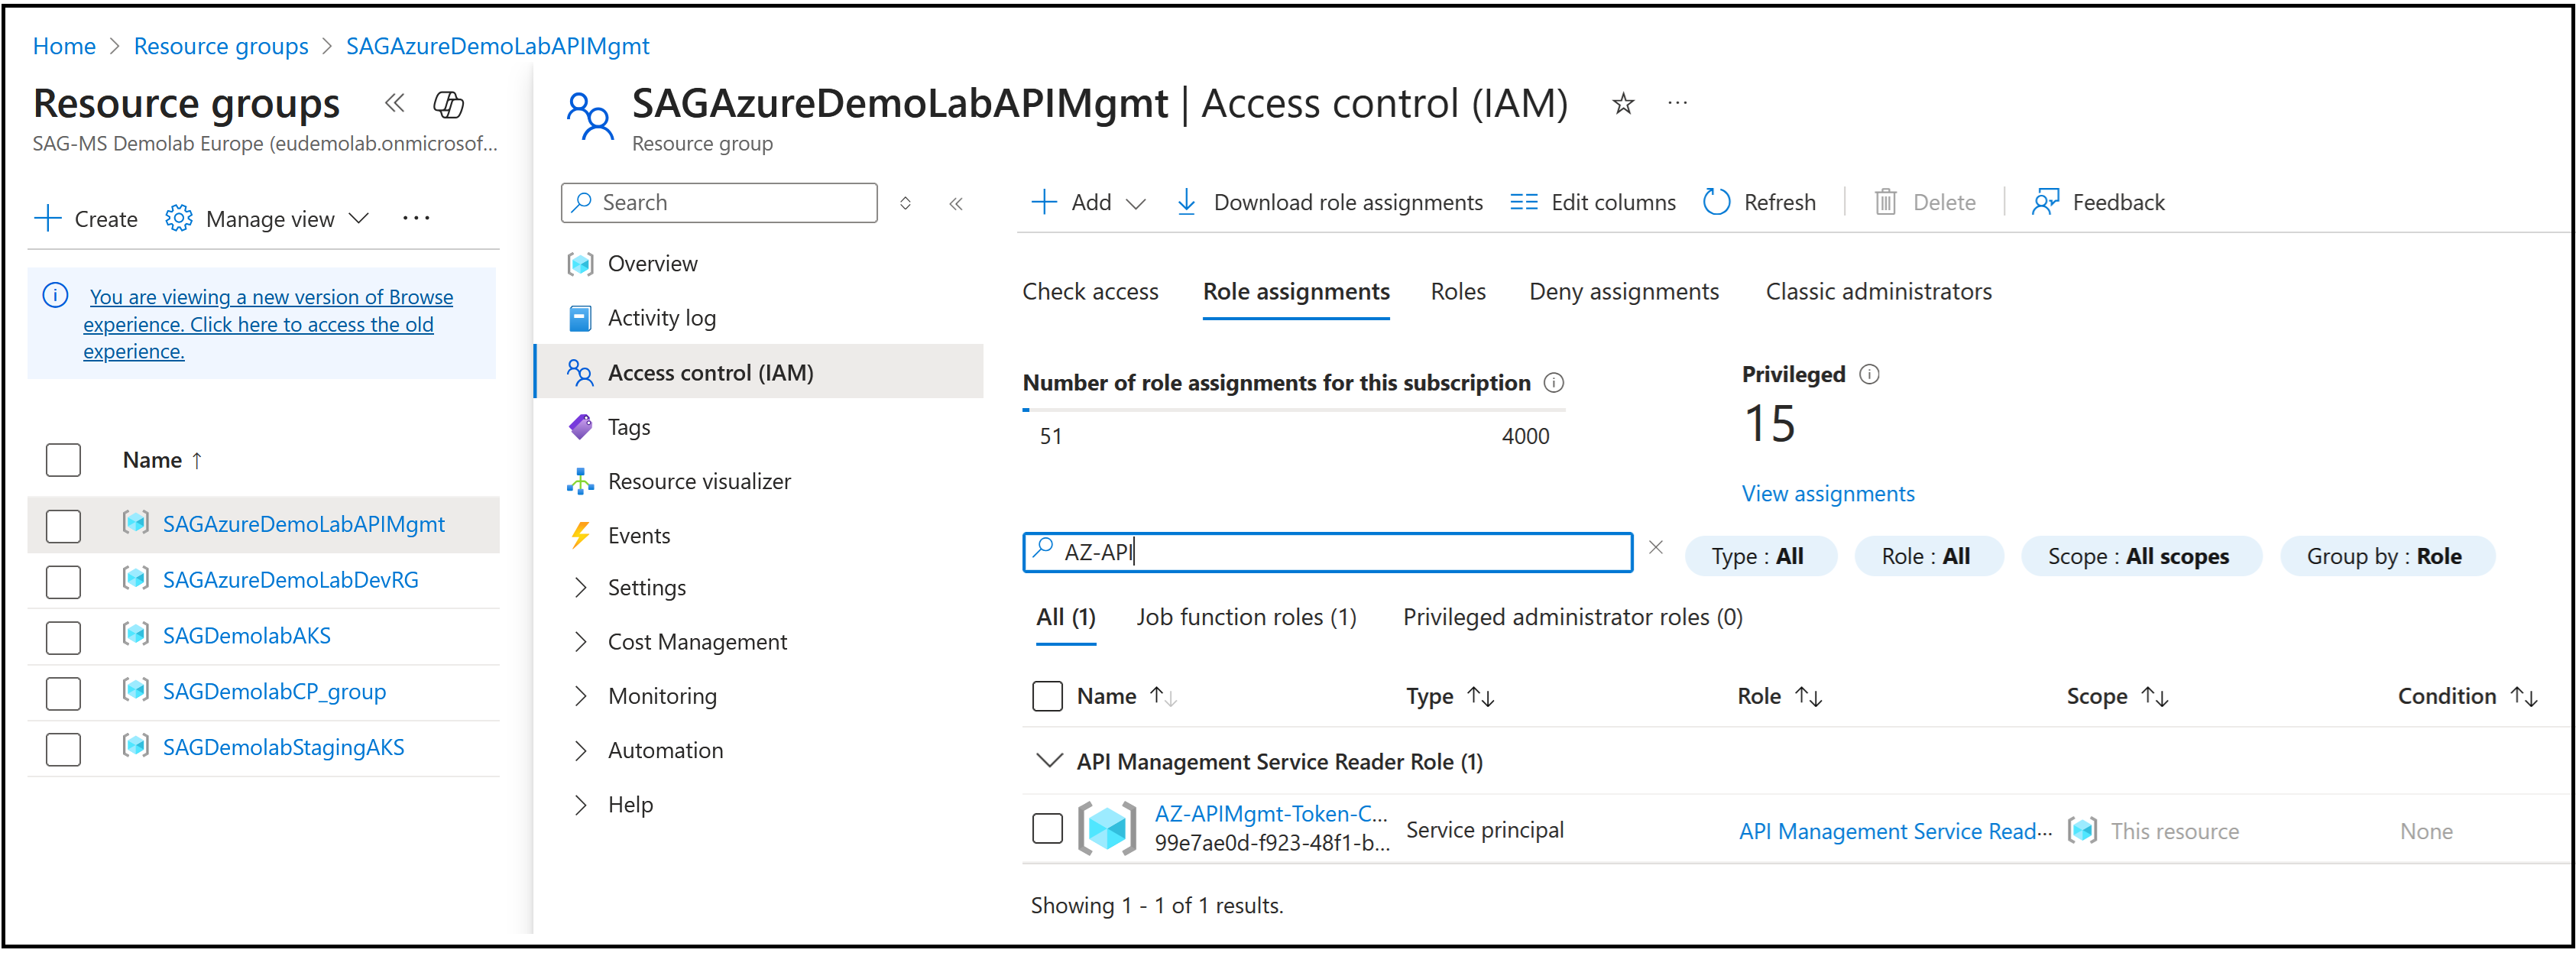 Home > Resource groups > SAGAzureDemoLabAPIMgmt
Resource groups
SAG-MS Demolab Europe (eudemolab.onmicrosof...
Create Manage view ...
You are viewing a new version of Browse
experience. Click here to access the old
experience.
Name ↑
SAGAzureDemoLabAPIMgmt
SAGAzureDemoLabDevRG
SAGDemolabAKS
SAGDemolabCP_group
SAGDemolabStagingAKS
SAGAzureDemoLabAPIMgmt | Access control (IAM) ...
Resource group
Search
Overview
Activity log
Access control (IAM)
Tags
Resource visualizer
Events
Settings
Cost Management
Monitoring
Automation
Help
Add Download role assignments Edit columns Refresh Delete Feedback
Check access Role assignments Roles Deny assignments Classic administrators
Number of role assignments for this subscription
51 4000
Privileged
15
View assignments
AZ-API
Type : All Role : All Scope : All scopes Group by : Role
All (1) Job function roles (1) Privileged administrator roles (0)
Name ↑↓ Type ↑↓ Role ↑↓ Scope ↑↓ Condition ↑↓
API Management Service Reader Role (1)
AZ-APIMgmt-Token-C...
99e7ae0d-f923-48f1-b...
Service principal API Management Service Read... This resource None
Showing 1 - 1 of 1 results.